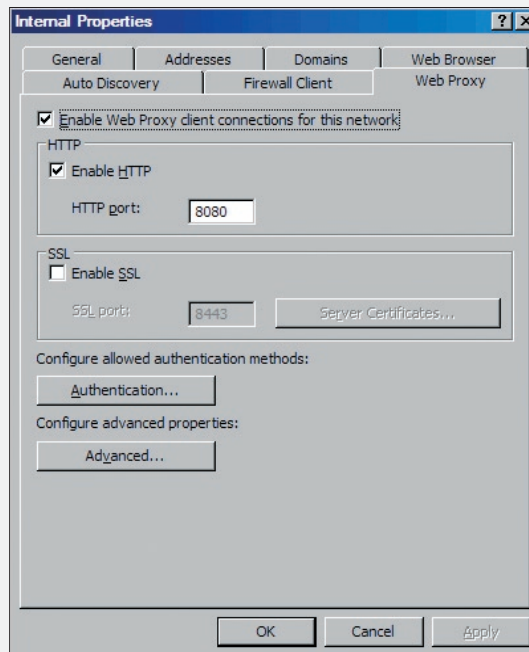 Internal Properties
General Addresses Domains Web Browser
Auto Discovery Firewall Client Web Proxy
Enable Web Proxy client connections for this network
HTTP
Enable HTTP
HTTP port: 8080
SSL
Enable SSL
SSL port: 8443 Server Certificates...
Configure allowed authentication methods:
Authentication...
Configure advanced properties:
Advanced...
OK Cancel Apply